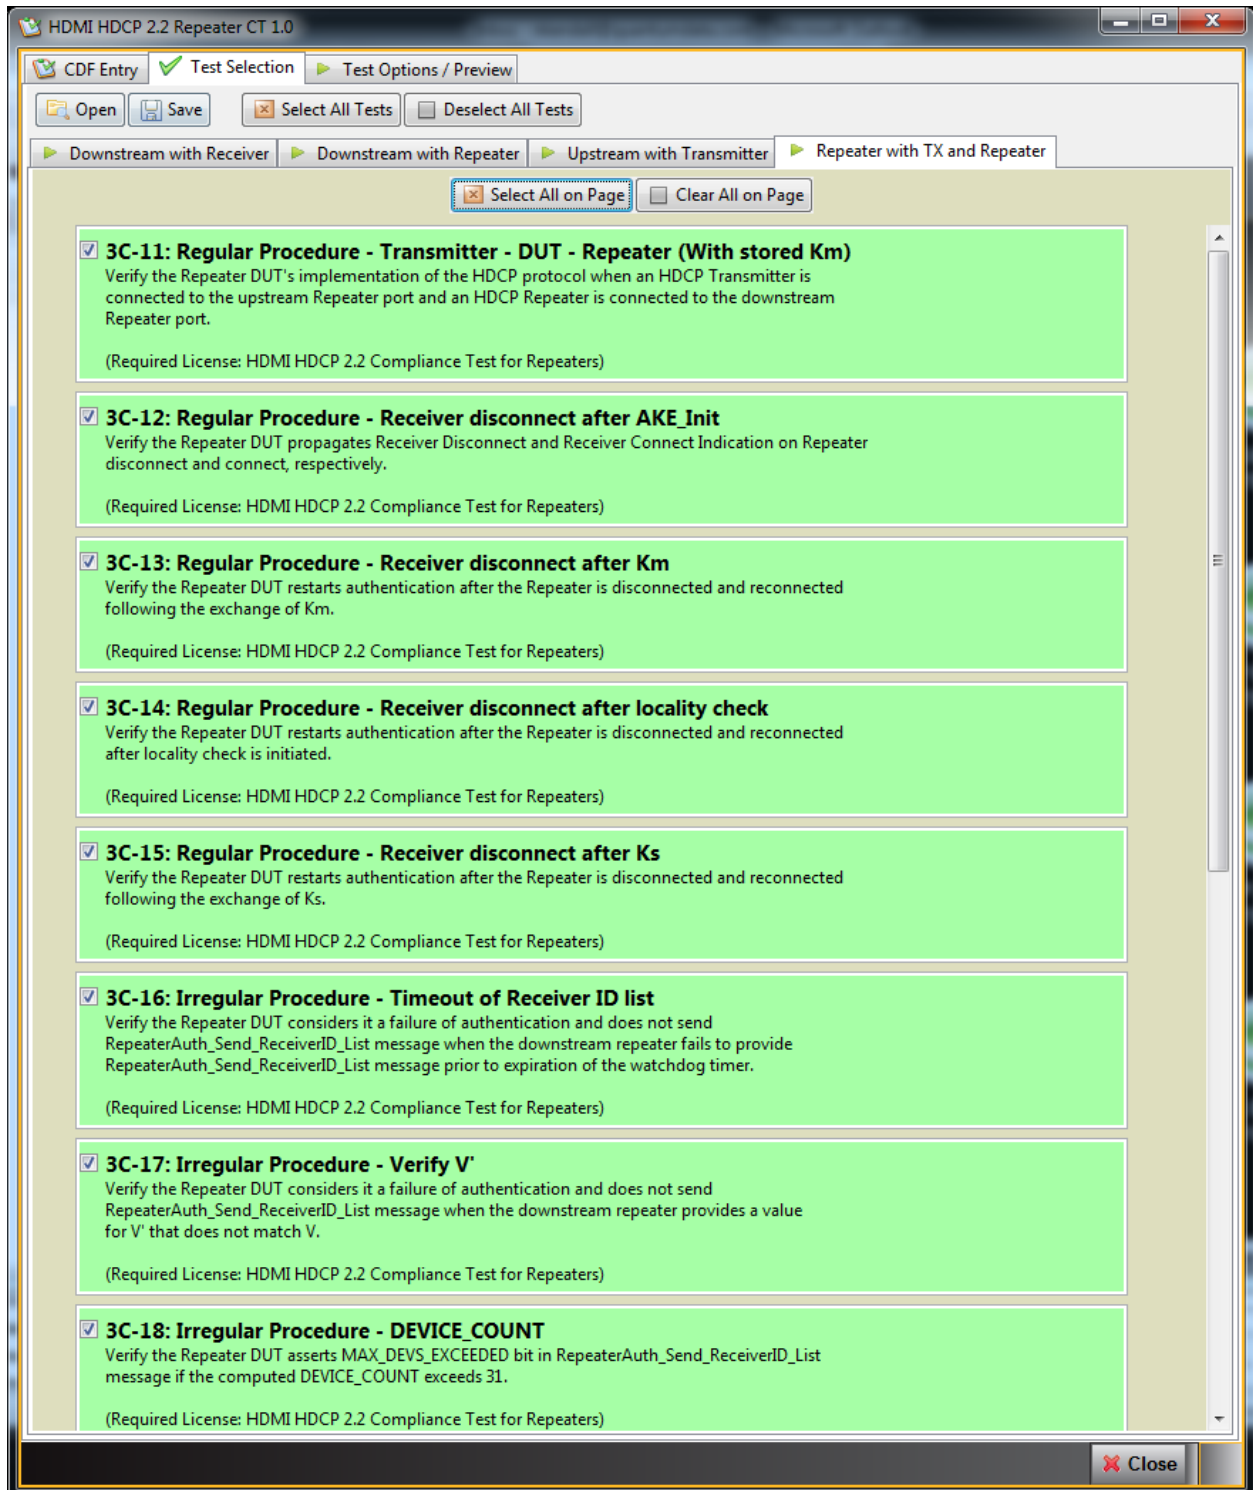 HDMI HDCP 2.2 Repeater CT 1.0
CDF Entry
Test Selection
Test Options / Preview
Open
Save
Select All Tests
Deselect All Tests
Downstream with Receiver
Downstream with Repeater
Upstream with Transmitter
Repeater with TX and Repeater
Select All on Page
Clear All on Page
3C-11: Regular Procedure - Transmitter - DUT - Repeater (With stored Km)
Verify the Repeater DUT's implementation of the HDCP protocol when an HDCP Transmitter is
connected to the upstream Repeater port and an HDCP Repeater is connected to the downstream
Repeater port.
(Required License: HDMI HDCP 2.2 Compliance Test for Repeaters)
3C-12: Regular Procedure - Receiver disconnect after AKE_Init
Verify the Repeater DUT propagates Receiver Disconnect and Receiver Connect Indication on Repeater
disconnect and connect, respectively.
(Required License: HDMI HDCP 2.2 Compliance Test for Repeaters)
3C-13: Regular Procedure - Receiver disconnect after Km
Verify the Repeater DUT restarts authentication after the Repeater is disconnected and reconnected
following the exchange of Km.
(Required License: HDMI HDCP 2.2 Compliance Test for Repeaters)
3C-14: Regular Procedure - Receiver disconnect after locality check
Verify the Repeater DUT restarts authentication after the Repeater is disconnected and reconnected
after locality check is initiated.
(Required License: HDMI HDCP 2.2 Compliance Test for Repeaters)
3C-15: Regular Procedure - Receiver disconnect after Ks
Verify the Repeater DUT restarts authentication after the Repeater is disconnected and reconnected
following the exchange of Ks.
(Required License: HDMI HDCP 2.2 Compliance Test for Repeaters)
3C-16: Irregular Procedure - Timeout of Receiver ID list
Verify the Repeater DUT considers it a failure of authentication and does not send
RepeaterAuth_Send_ReceiverID_List message when the downstream repeater fails to provide
RepeaterAuth_Send_ReceiverID_List message prior to expiration of the watchdog timer.
(Required License: HDMI HDCP 2.2 Compliance Test for Repeaters)
3C-17: Irregular Procedure - Verify V'
Verify the Repeater DUT considers it a failure of authentication and does not send
RepeaterAuth_Send_ReceiverID_List message when the downstream repeater provides a value
for V' that does not match V.
(Required License: HDMI HDCP 2.2 Compliance Test for Repeaters)
3C-18: Irregular Procedure - DEVICE_COUNT
Verify the Repeater DUT asserts MAX_DEVS_EXCEEDED bit in RepeaterAuth_Send_ReceiverID_List
message if the computed DEVICE_COUNT exceeds 31.
(Required License: HDMI HDCP 2.2 Compliance Test for Repeaters)
Close